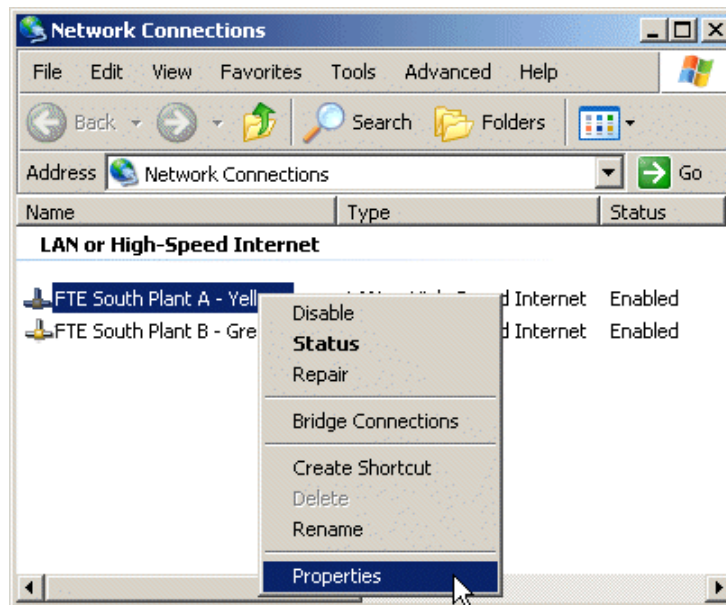 Network Connections
File Edit View Favorites Tools Advanced Help
Back Search Folders
Address Network Connections Go
Name Type Status
LAN or High-Speed Internet
FTE South Plant A - d Internet Enabled
FTE South Plant B - d Internet Enabled
Disable
Status
Repair
Bridge Connections
Create Shortcut
Delete
Rename
Properties